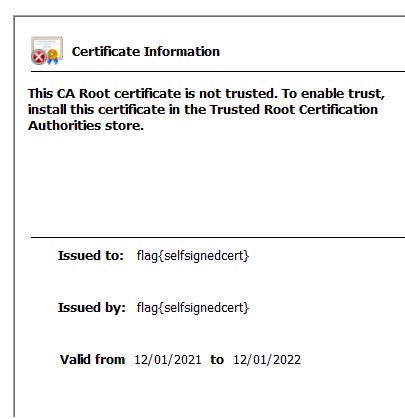 Certificate Information
This CA Root certificate is not trusted. To enable trust,
install this certificate in the Trusted Root Certification
Authorities store.
Issued to: flag{selfsignedcert}
Issued by: flag{selfsignedcert}
Valid from 12/01/2021 to 12/01/2022